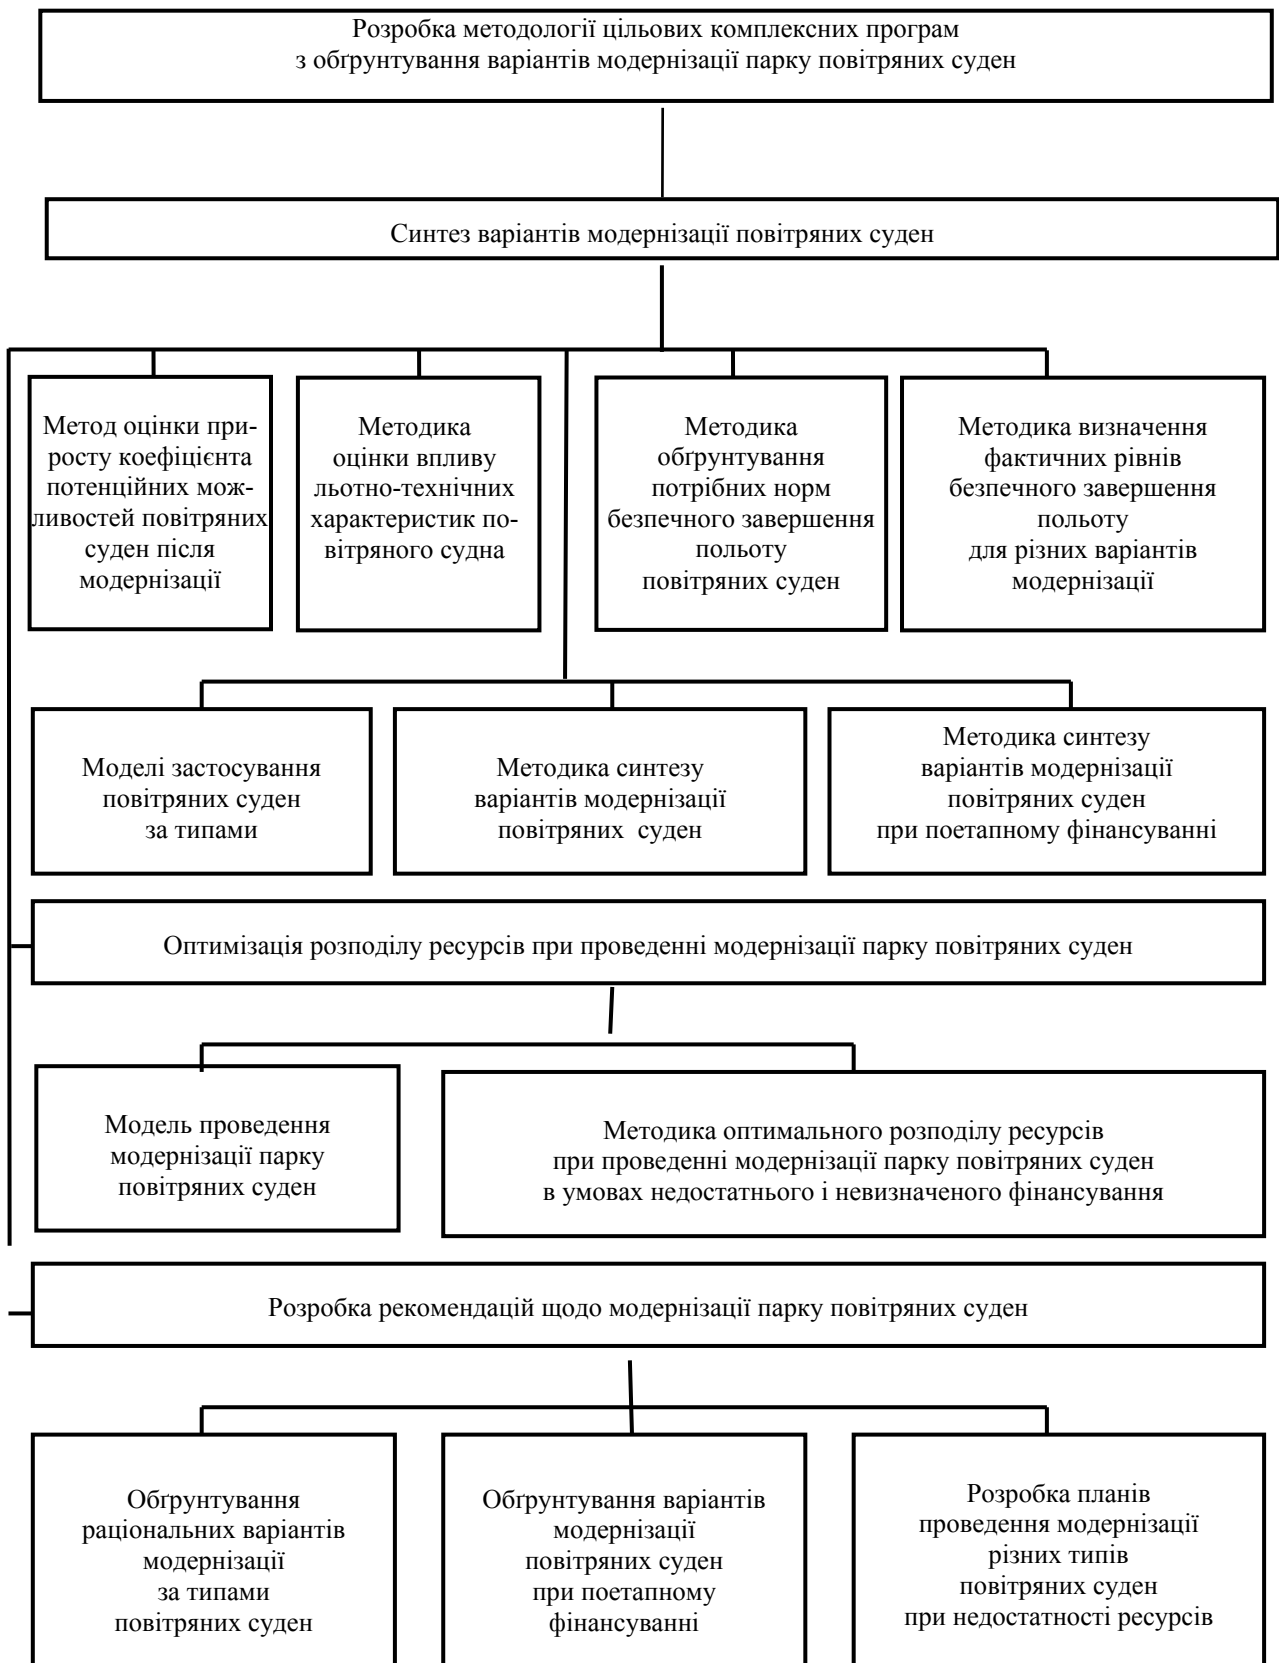 Розробка методології цільових комплексних програм
з обґрунтування варіантів модернізації парку повітряних суден
Синтез варіантів модернізації повітряних суден
Метод оцінки при-
росту коефіцієнта
потенційних мож-
ливостей повітряних
суден після
модернізації
Методика
оцінки впливу
льотно-технічних
характеристик по-
вітряного судна
Методика
обґрунтування
потрібних норм
безпечного завершення
польоту
повітряних суден
Методика визначення
фактичних рівнів
безпечного завершення
польоту
для різних варіантів
модернізації
Моделі застосування
повітряних суден
за типами
Методика синтезу
варіантів модернізації
повітряних суден
Методика синтезу
варіантів модернізації
повітряних суден
при поетапному фінансуванні
Оптимізація розподілу ресурсів при проведенні модернізації парку повітряних суден
Модель проведення
модернізації парку
повітряних суден
Методика оптимального розподілу ресурсів
при проведенні модернізації парку повітряних суден
в умовах недостатнього і невизначеного фінансування
Розробка рекомендацій щодо модернізації парку повітряних суден
Обґрунтування
раціональних варіантів
модернізації
за типами
повітряних суден
Обґрунтування варіантів
модернізації
повітряних суден
при поетапному
фінансуванні
Розробка планів
проведення модернізації
різних типів
повітряних суден
при недостатності ресурсів